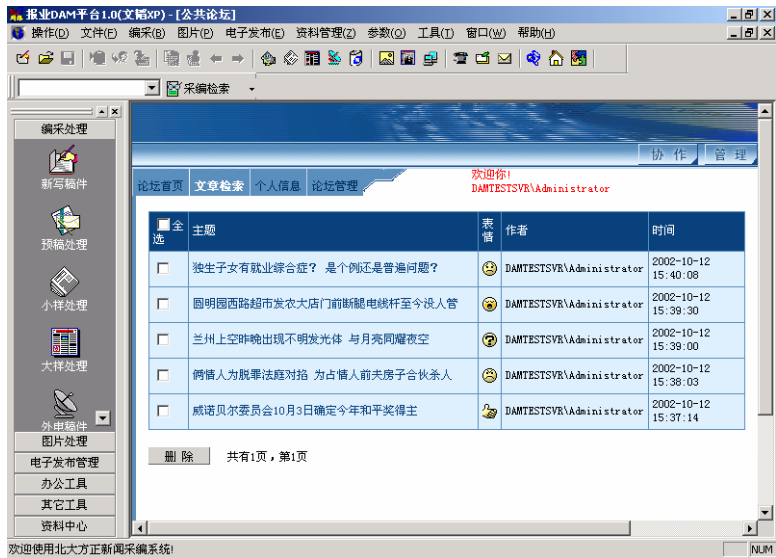 报业DAM平台1.0(文韬XP) - [公共论坛]
操作(D) 文件(F) 编采(B) 图片(P) 电子发布(E) 资料管理(Z) 参数(O) 工具(T) 窗口(W) 帮助(H)
采编检索
编采处理
新写稿件
预稿处理
小样处理
大样处理
外电稿件
图片处理
电子发布管理
办公工具
其它工具
资料中心
协 作 管 理
论坛首页 文章检索 个人信息 论坛管理
欢迎你!
DAMTESTSVR\Administrator
全选 主题 表情 作者 时间
独生子女有就业综合症? 是个例还是普遍问题? DAMTESTSVR\Administrator 2002-10-12 15:40:08
圆明园西路超市发农大店门前断腿电线杆至今没人管 DAMTESTSVR\Administrator 2002-10-12 15:39:30
兰州上空昨晚出现不明发光体 与月亮同耀夜空 DAMTESTSVR\Administrator 2002-10-12 15:39:00
俩情人为脱罪法庭对掐 为占情人前夫房子合伙杀人 DAMTESTSVR\Administrator 2002-10-12 15:38:03
威诺贝尔委员会10月3日确定今年和平奖得主 DAMTESTSVR\Administrator 2002-10-12 15:37:14
删 除 共有1页，第1页
欢迎使用北大方正新闻采编系统! NUM